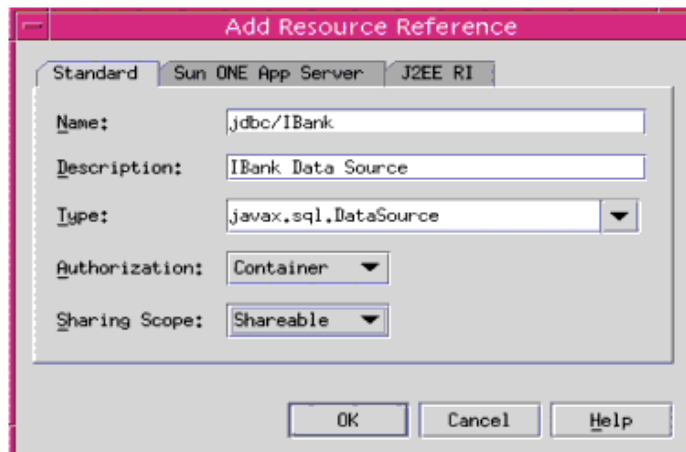 Add Resource Reference
Standard Sun ONE App Server J2EE RI
Name: jdbc/IBank
Description: IBank Data Source
Type: javax.sql.DataSource
Authorization: Container
Sharing Scope: Shareable
OK Cancel Help